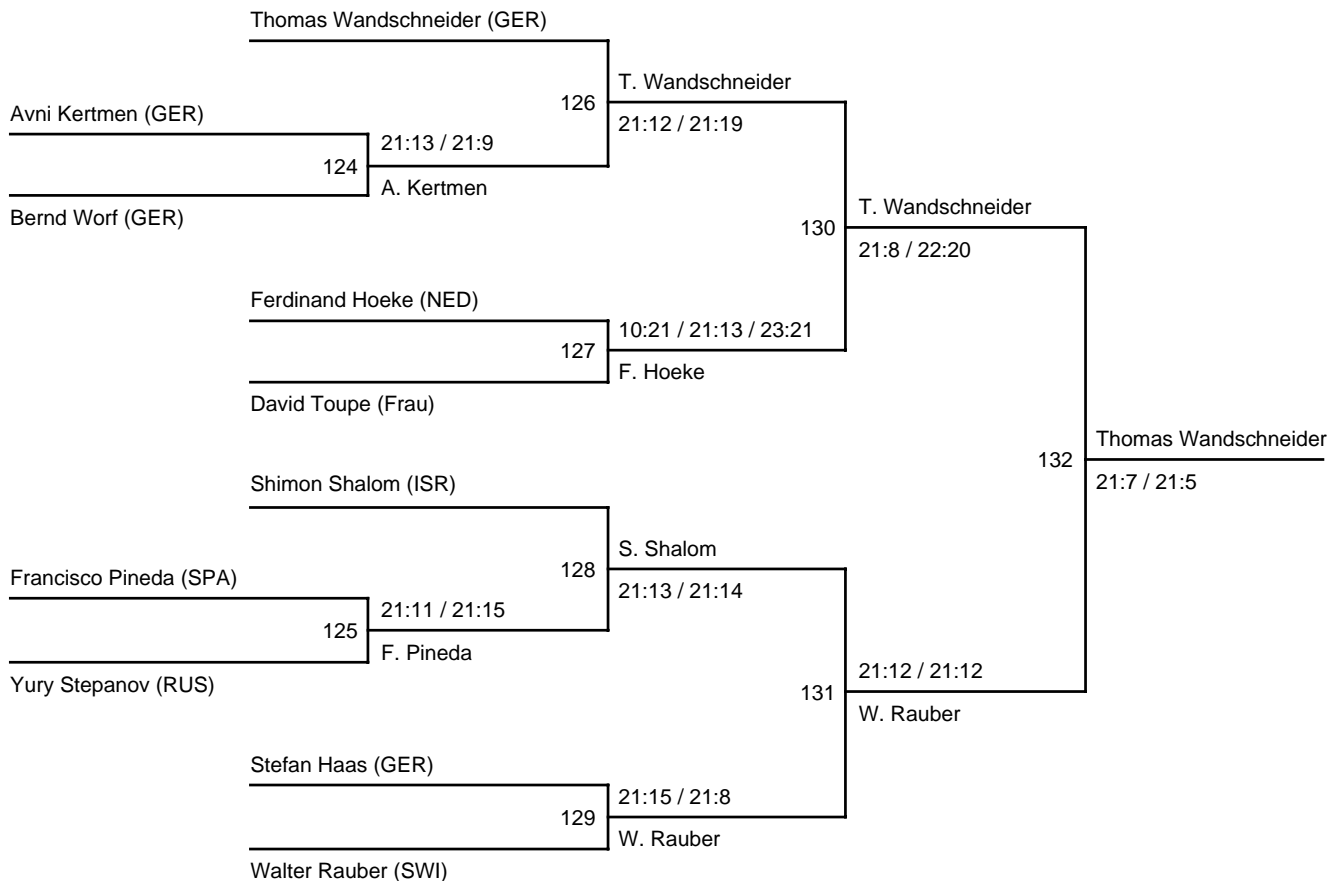 Thomas Wandschneider (GER)
T. Wandschneider
126
Avni Kertmen (GER)
21:12 / 21:19
21:13 / 21:9
124
A. Kertmen
T. Wandschneider
Bernd Worf (GER)
130
21:8 / 22:20
Ferdinand Hoeke (NED)
10:21 / 21:13 / 23:21
127
F. Hoeke
David Toupe (Frau)
Thomas Wandschneider
132
Shimon Shalom (ISR)
21:7 / 21:5
S. Shalom
128
Francisco Pineda (SPA)
21:13 / 21:14
21:11 / 21:15
125
F. Pineda
21:12 / 21:12
Yury Stepanov (RUS)
131
W. Rauber
Stefan Haas (GER)
21:15 / 21:8
129
W. Rauber
Walter Rauber (SWI)